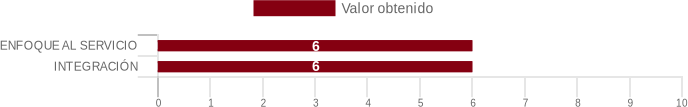 Valor obtenido
ENFOQUE AL SERVICIO 6
INTEGRACIÓN 6
0 1 2 3 4 5 6 7 8 9 10